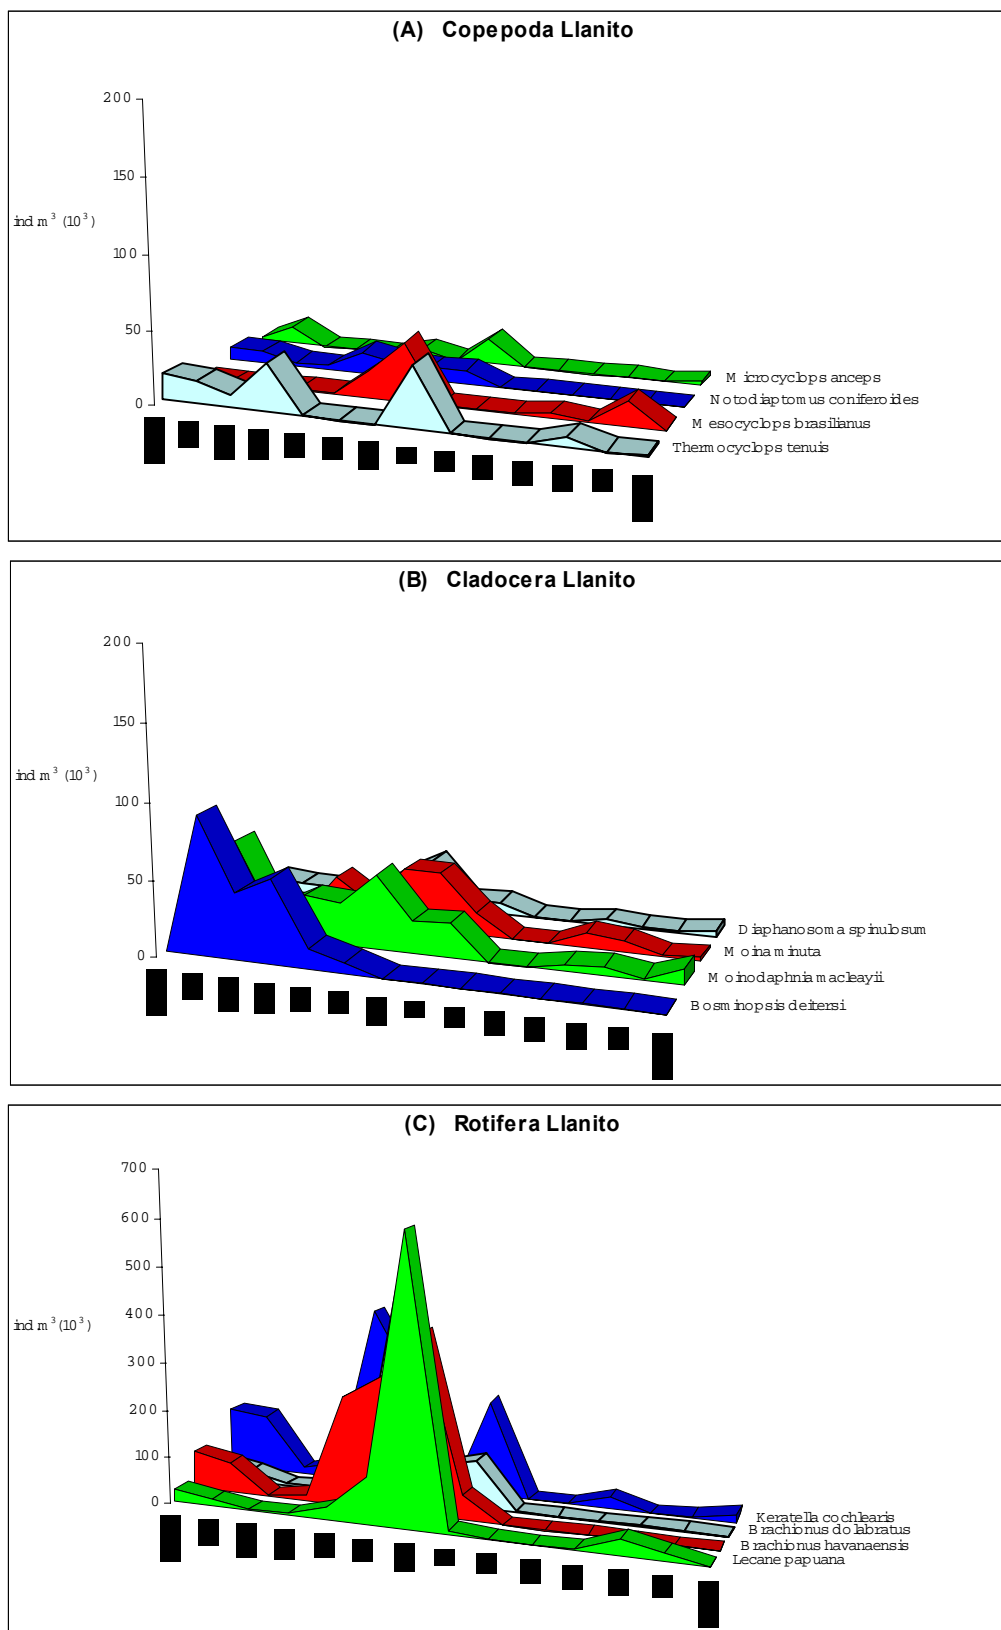 (A) Copepoda Llanito
200
150
100
50
0
ind m³ (10³)
Microcyclops anceps
Notodiaptomus coniferoides
Mesocyclops brasilianus
Thermocyclops tenuis
(B) Cladocera Llanito
200
150
100
50
0
ind m³ (10³)
Diaphanosoma spinulosum
Moina minuta
Moinodaphnia macleayii
Bosminopsis deitersi
(C) Rotifera Llanito
700
600
500
400
300
200
100
0
ind m³ (10³)
Keratella cochlearis
Brachionus dolabratus
Brachionus havanaensis
Lecane papuana